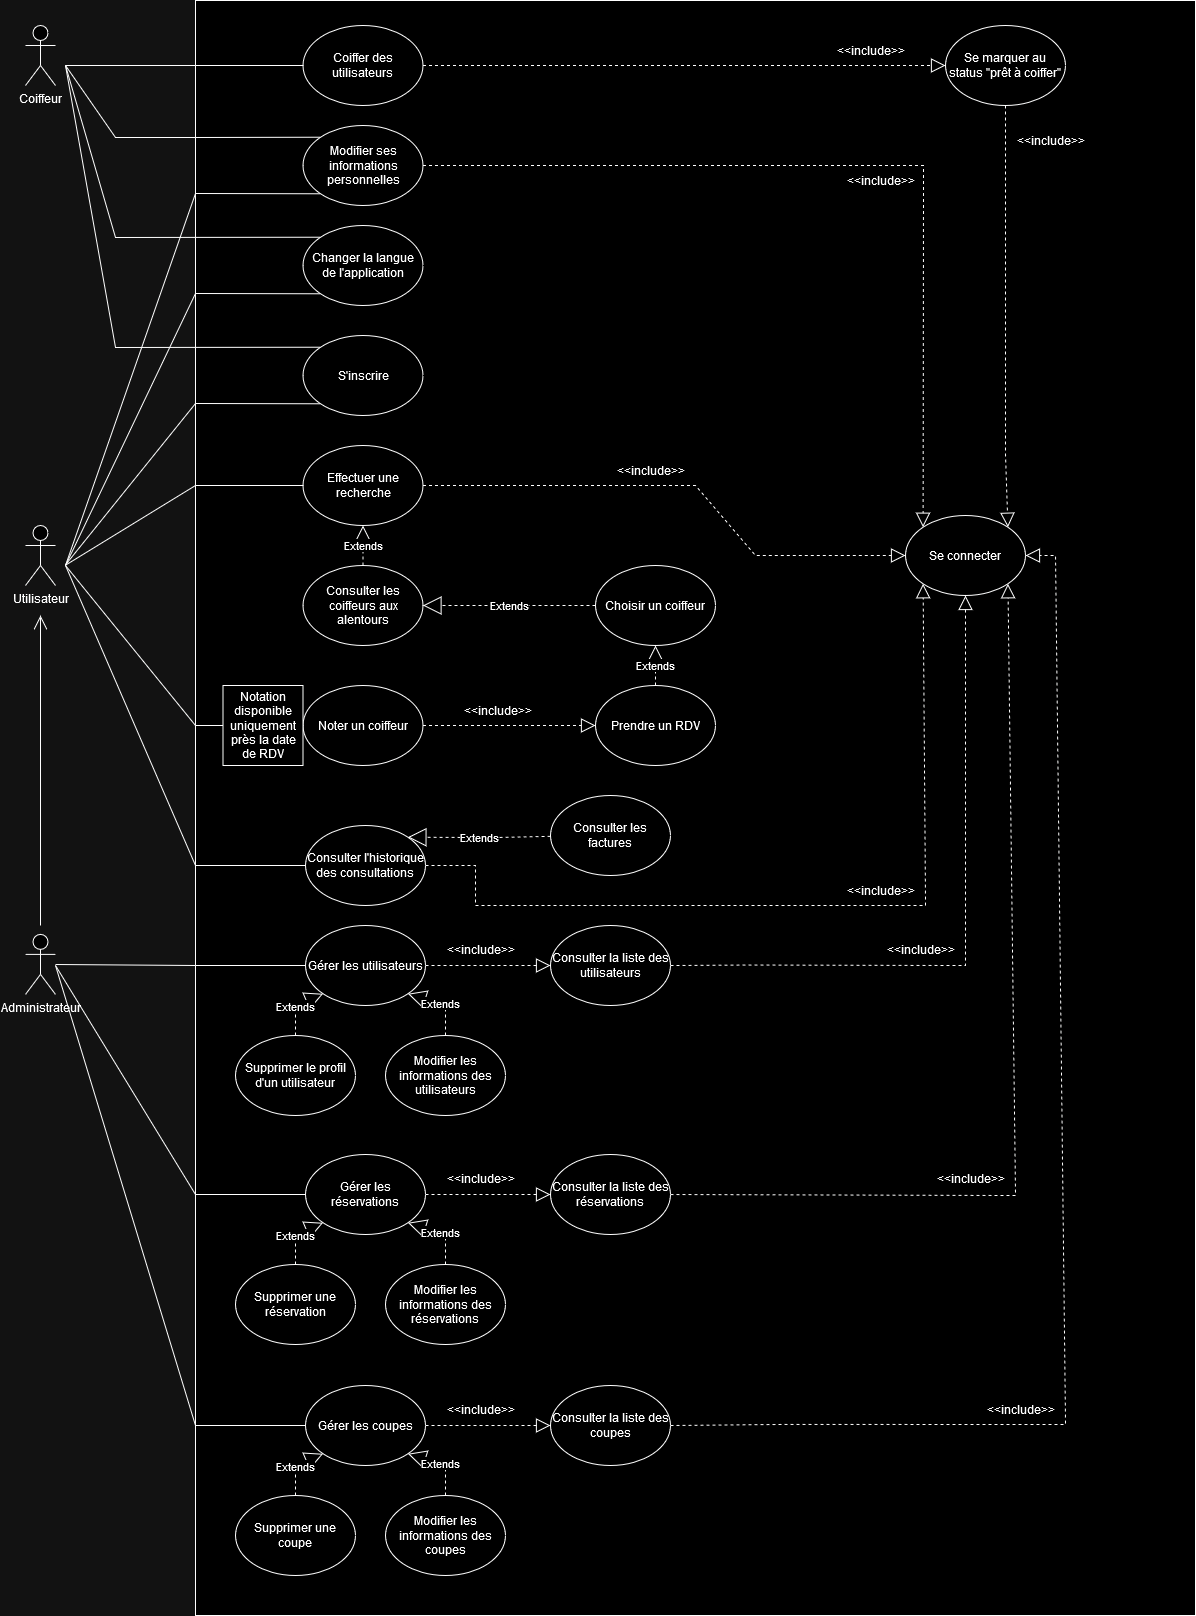 Coiffeur
Coiffer des
utilisateurs
<<include>>
Se marquer au
status "prêt à coiffer"
<<include>>
Modifier ses
informations
personnelles
<<include>>
Changer la langue
de l'application
S'inscrire
Effectuer une
recherche
<<include>>
Utilisateur
Se connecter
Extends
Consulter les
coiffeurs aux
alentours
Extends
Choisir un coiffeur
Extends
Notation
disponible
uniquement
près la date
de RDV
Noter un coiffeur
<<include>>
Prendre un RDV
Consulter l'historique
des consultations
Extends
Consulter les
factures
<<include>>
Administrateur
Gérer les utilisateurs
<<include>>
Consulter la liste des
utilisateurs
<<include>>
Extends
Extends
Supprimer le profil
d'un utilisateur
Modifier les
informations des
utilisateurs
Gérer les
réservations
<<include>>
Consulter la liste des
réservations
<<include>>
Extends
Extends
Supprimer une
réservation
Modifier les
informations des
réservations
Gérer les coupes
<<include>>
Consulter la liste des
coupes
<<include>>
Extends
Extends
Supprimer une
coupe
Modifier les
informations des
coupes